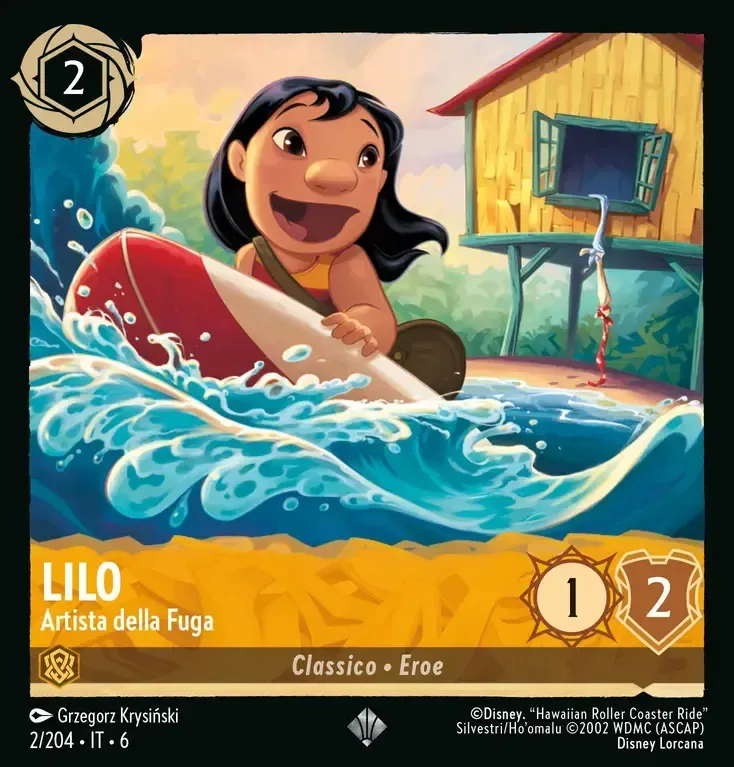 2
LILO
Artista della Fuga
1
2
Classico • Eroe
Grzegorz Krysiński
2/204 • IT • 6
©Disney. “Hawaiian Roller Coaster Ride”
Silvestri/Ho'omalu ©2002 WDMC (ASCAP)
Disney Lorcana